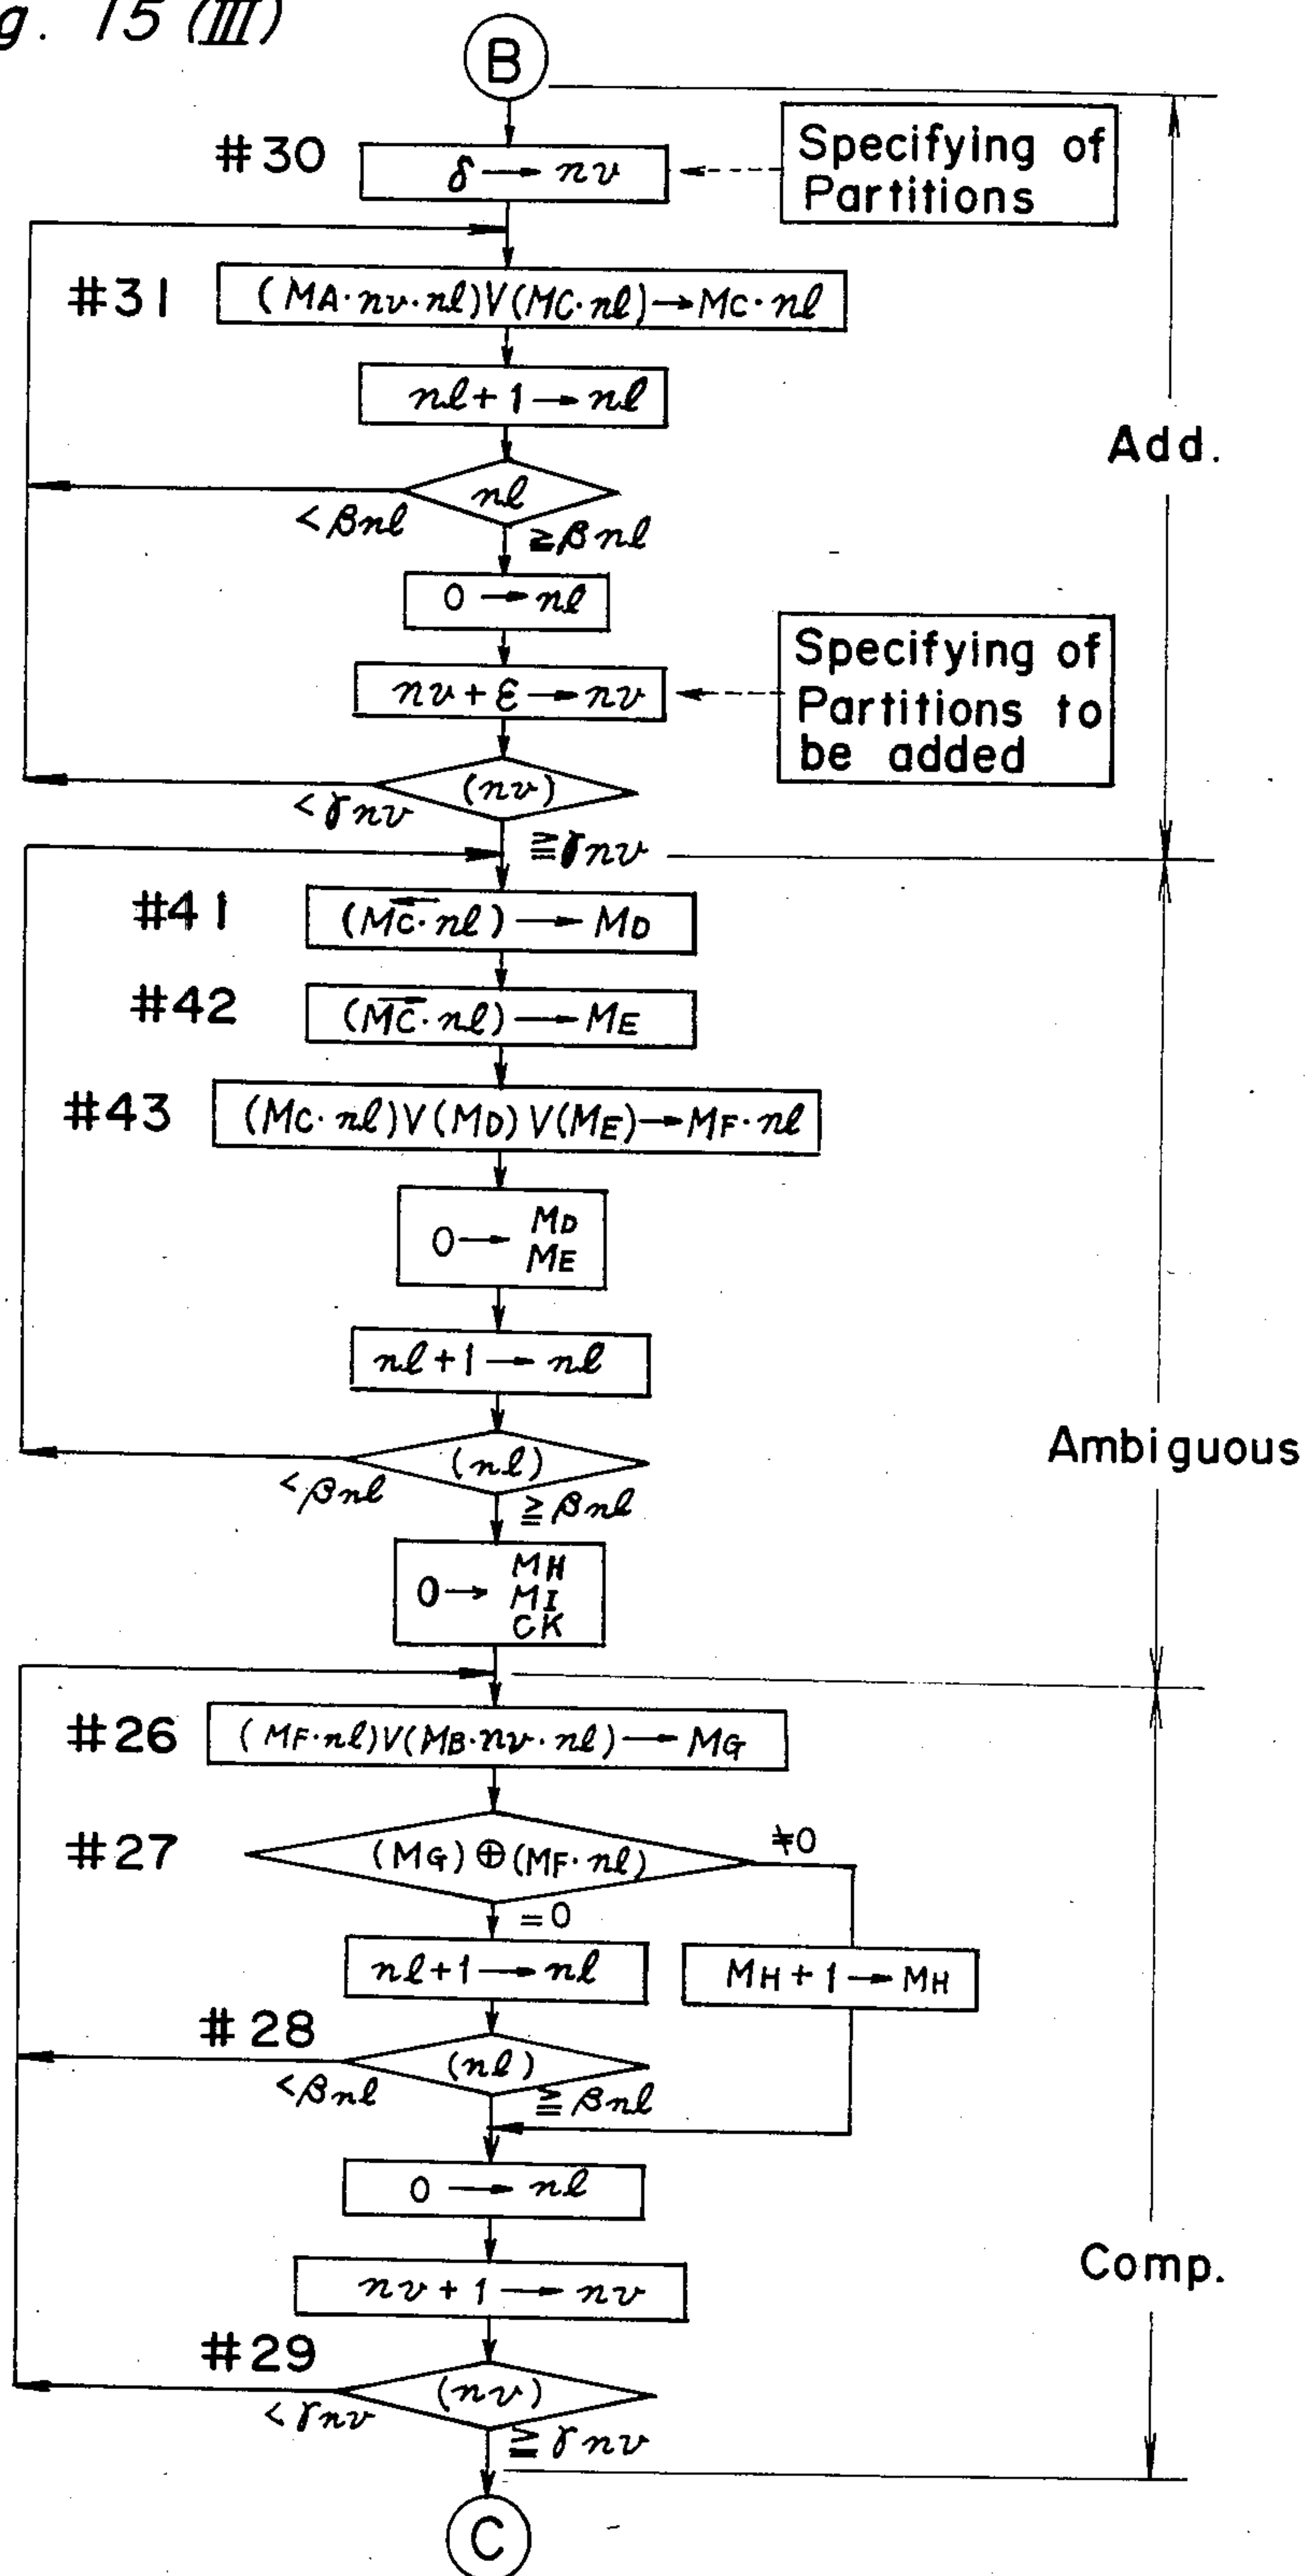 g. 15 (III)
B
#30
δ → nv
Specifying of
Partitions
#31
(MA·nv·nl)V(MC·nl)→MC·nl
nl+1→nl
Add.
nl
<βnl
≧βnl
0→nl
Specifying of
Partitions to
be added
nv+ε→nv
(nv)
<γnv
≧γnv
#41
(M͞C·nl)→MD
#42
(M͞C·nl)→ME
#43
(MC·nl)V(MD)V(ME)→MF·nl
0→ MD
ME
nl+1→nl
(nl)
Ambiguous
<βnl
≧βnl
MH
0→ MI
CK
#26
(MF·nl)V(MB·nv·nl)→MG
#27
(MG)⊕(MF·nl)
≠0
=0
nl+1→nl
MH+1→MH
#28
(nl)
<βnl
≧βnl
0→nl
Comp.
nv+1→nv
#29
(nv)
<γnv
≧γnv
C